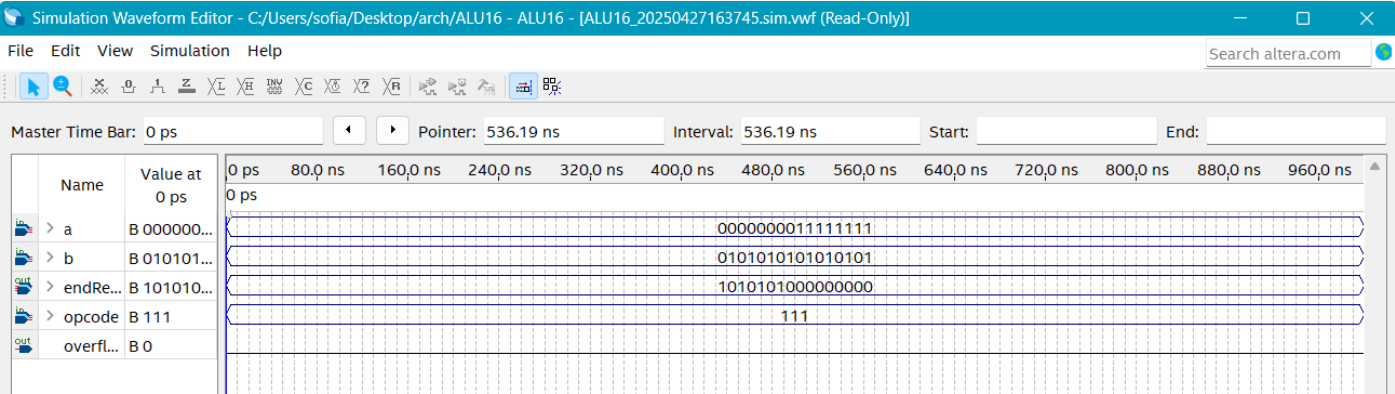 Simulation Waveform Editor - C:/Users/sofia/Desktop/arch/ALU16 - ALU16 - [ALU16_20250427163745.sim.vwf (Read-Only)]
File Edit View Simulation Help
Search altera.com
Master Time Bar: 0 ps Pointer: 536.19 ns Interval: 536.19 ns Start: End:
Name Value at 0 ps
0 ps 80.0 ns 160.0 ns 240.0 ns 320.0 ns 400.0 ns 480.0 ns 560.0 ns 640.0 ns 720.0 ns 800.0 ns 880.0 ns 960.0 ns
0 ps
a B 000000... 0000000011111111
b B 010101... 0101010101010101
endRe... B 101010... 1010101000000000
opcode B 111 111
overfl... B 0